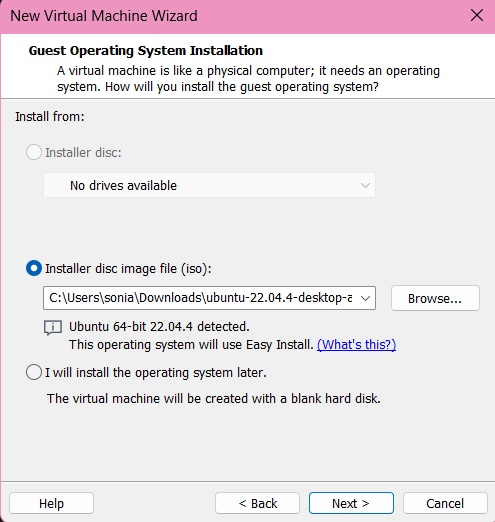 New Virtual Machine Wizard
Guest Operating System Installation
A virtual machine is like a physical computer; it needs an operating
system. How will you install the guest operating system?
Install from:
Installer disc:
No drives available
Installer disc image file (iso):
C:\Users\sonia\Downloads\ubuntu-22.04.4-desktop-a
Browse...
Ubuntu 64-bit 22.04.4 detected.
This operating system will use Easy Install. (What's this?)
I will install the operating system later.
The virtual machine will be created with a blank hard disk.
Help
< Back
Next >
Cancel